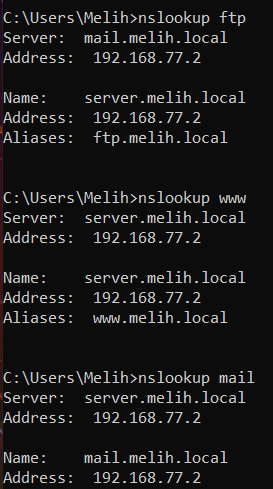 C:\Users\Melih>nslookup ftp
Server:  mail.melih.local
Address:  192.168.77.2
Name:    server.melih.local
Address:  192.168.77.2
Aliases:  ftp.melih.local
C:\Users\Melih>nslookup www
Server:  server.melih.local
Address:  192.168.77.2
Name:    server.melih.local
Address:  192.168.77.2
Aliases:  www.melih.local
C:\Users\Melih>nslookup mail
Server:  server.melih.local
Address:  192.168.77.2
Name:    mail.melih.local
Address:  192.168.77.2